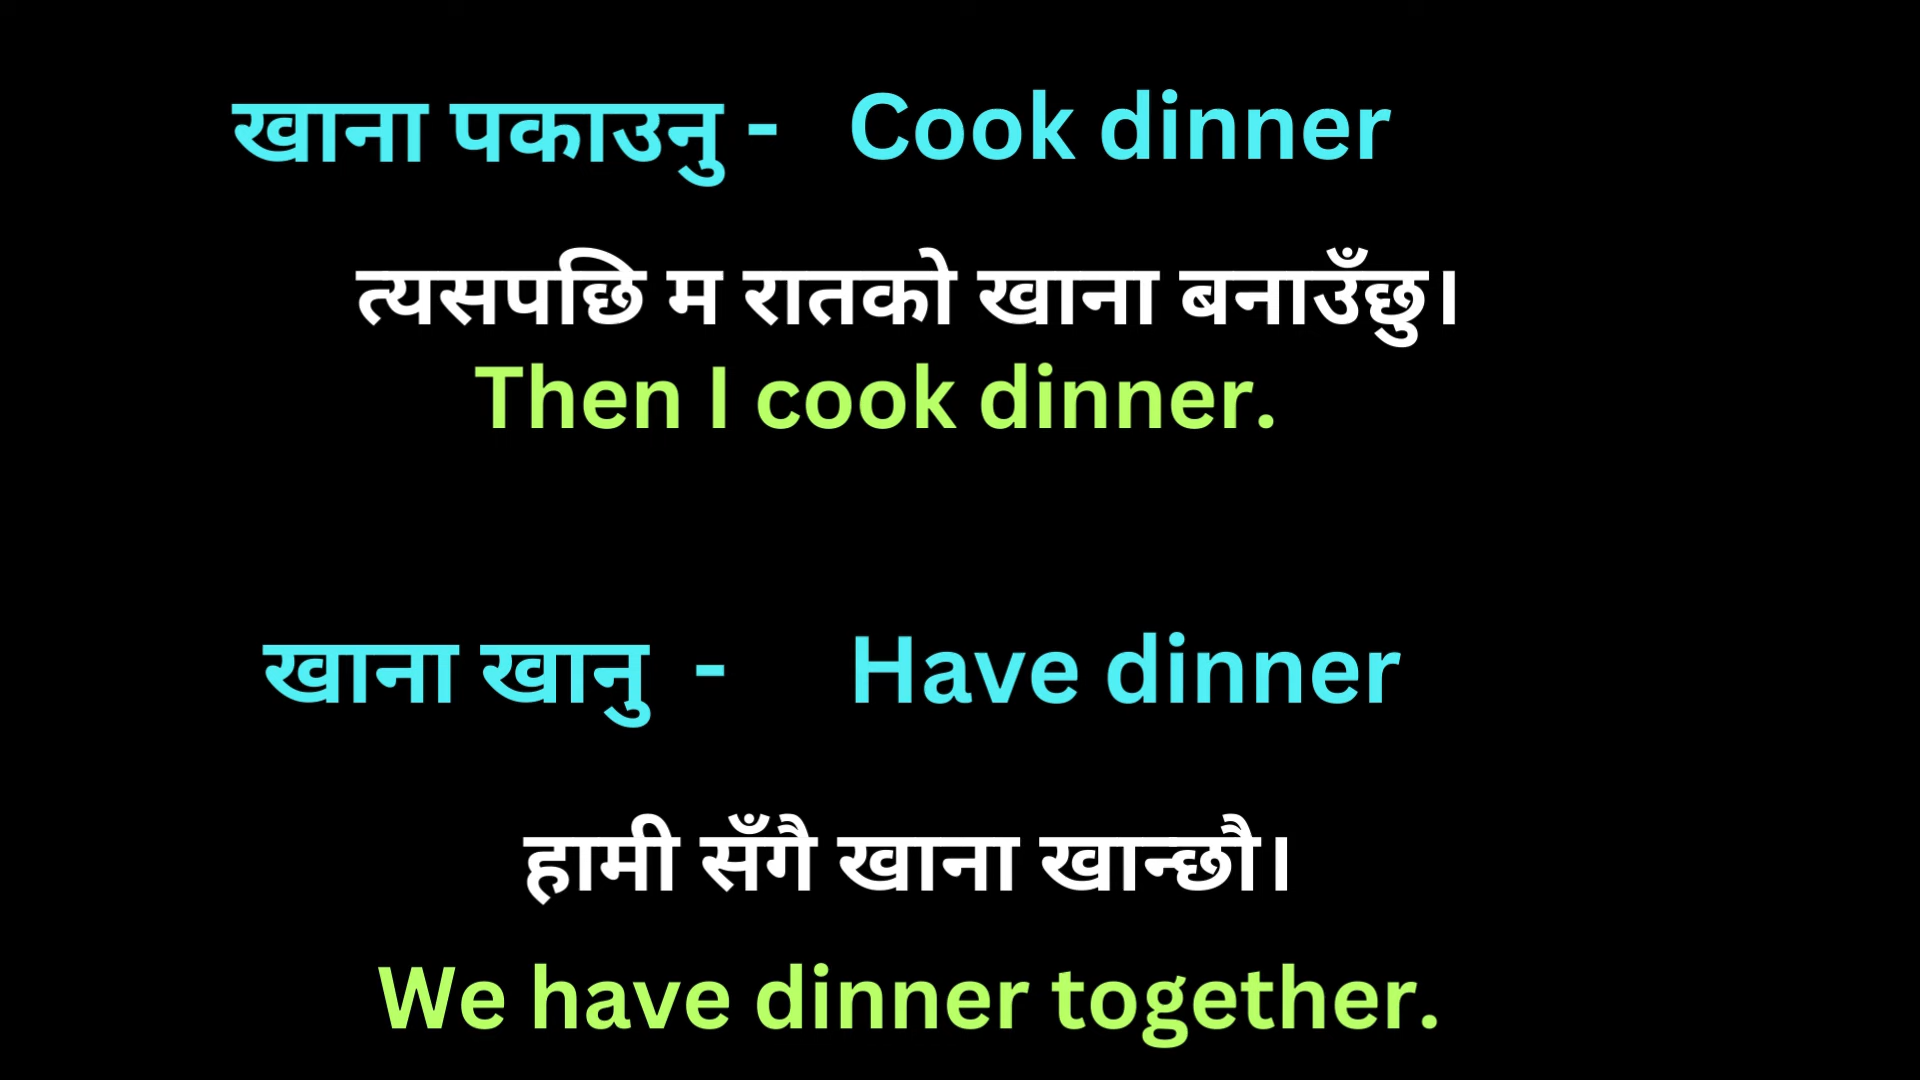 खाना पकाउनु - Cook dinner
त्यसपछि म रातको खाना बनाउँछु।
Then I cook dinner.
खाना खानु - Have dinner
हामी सँगै खाना खान्छौ।
We have dinner together.